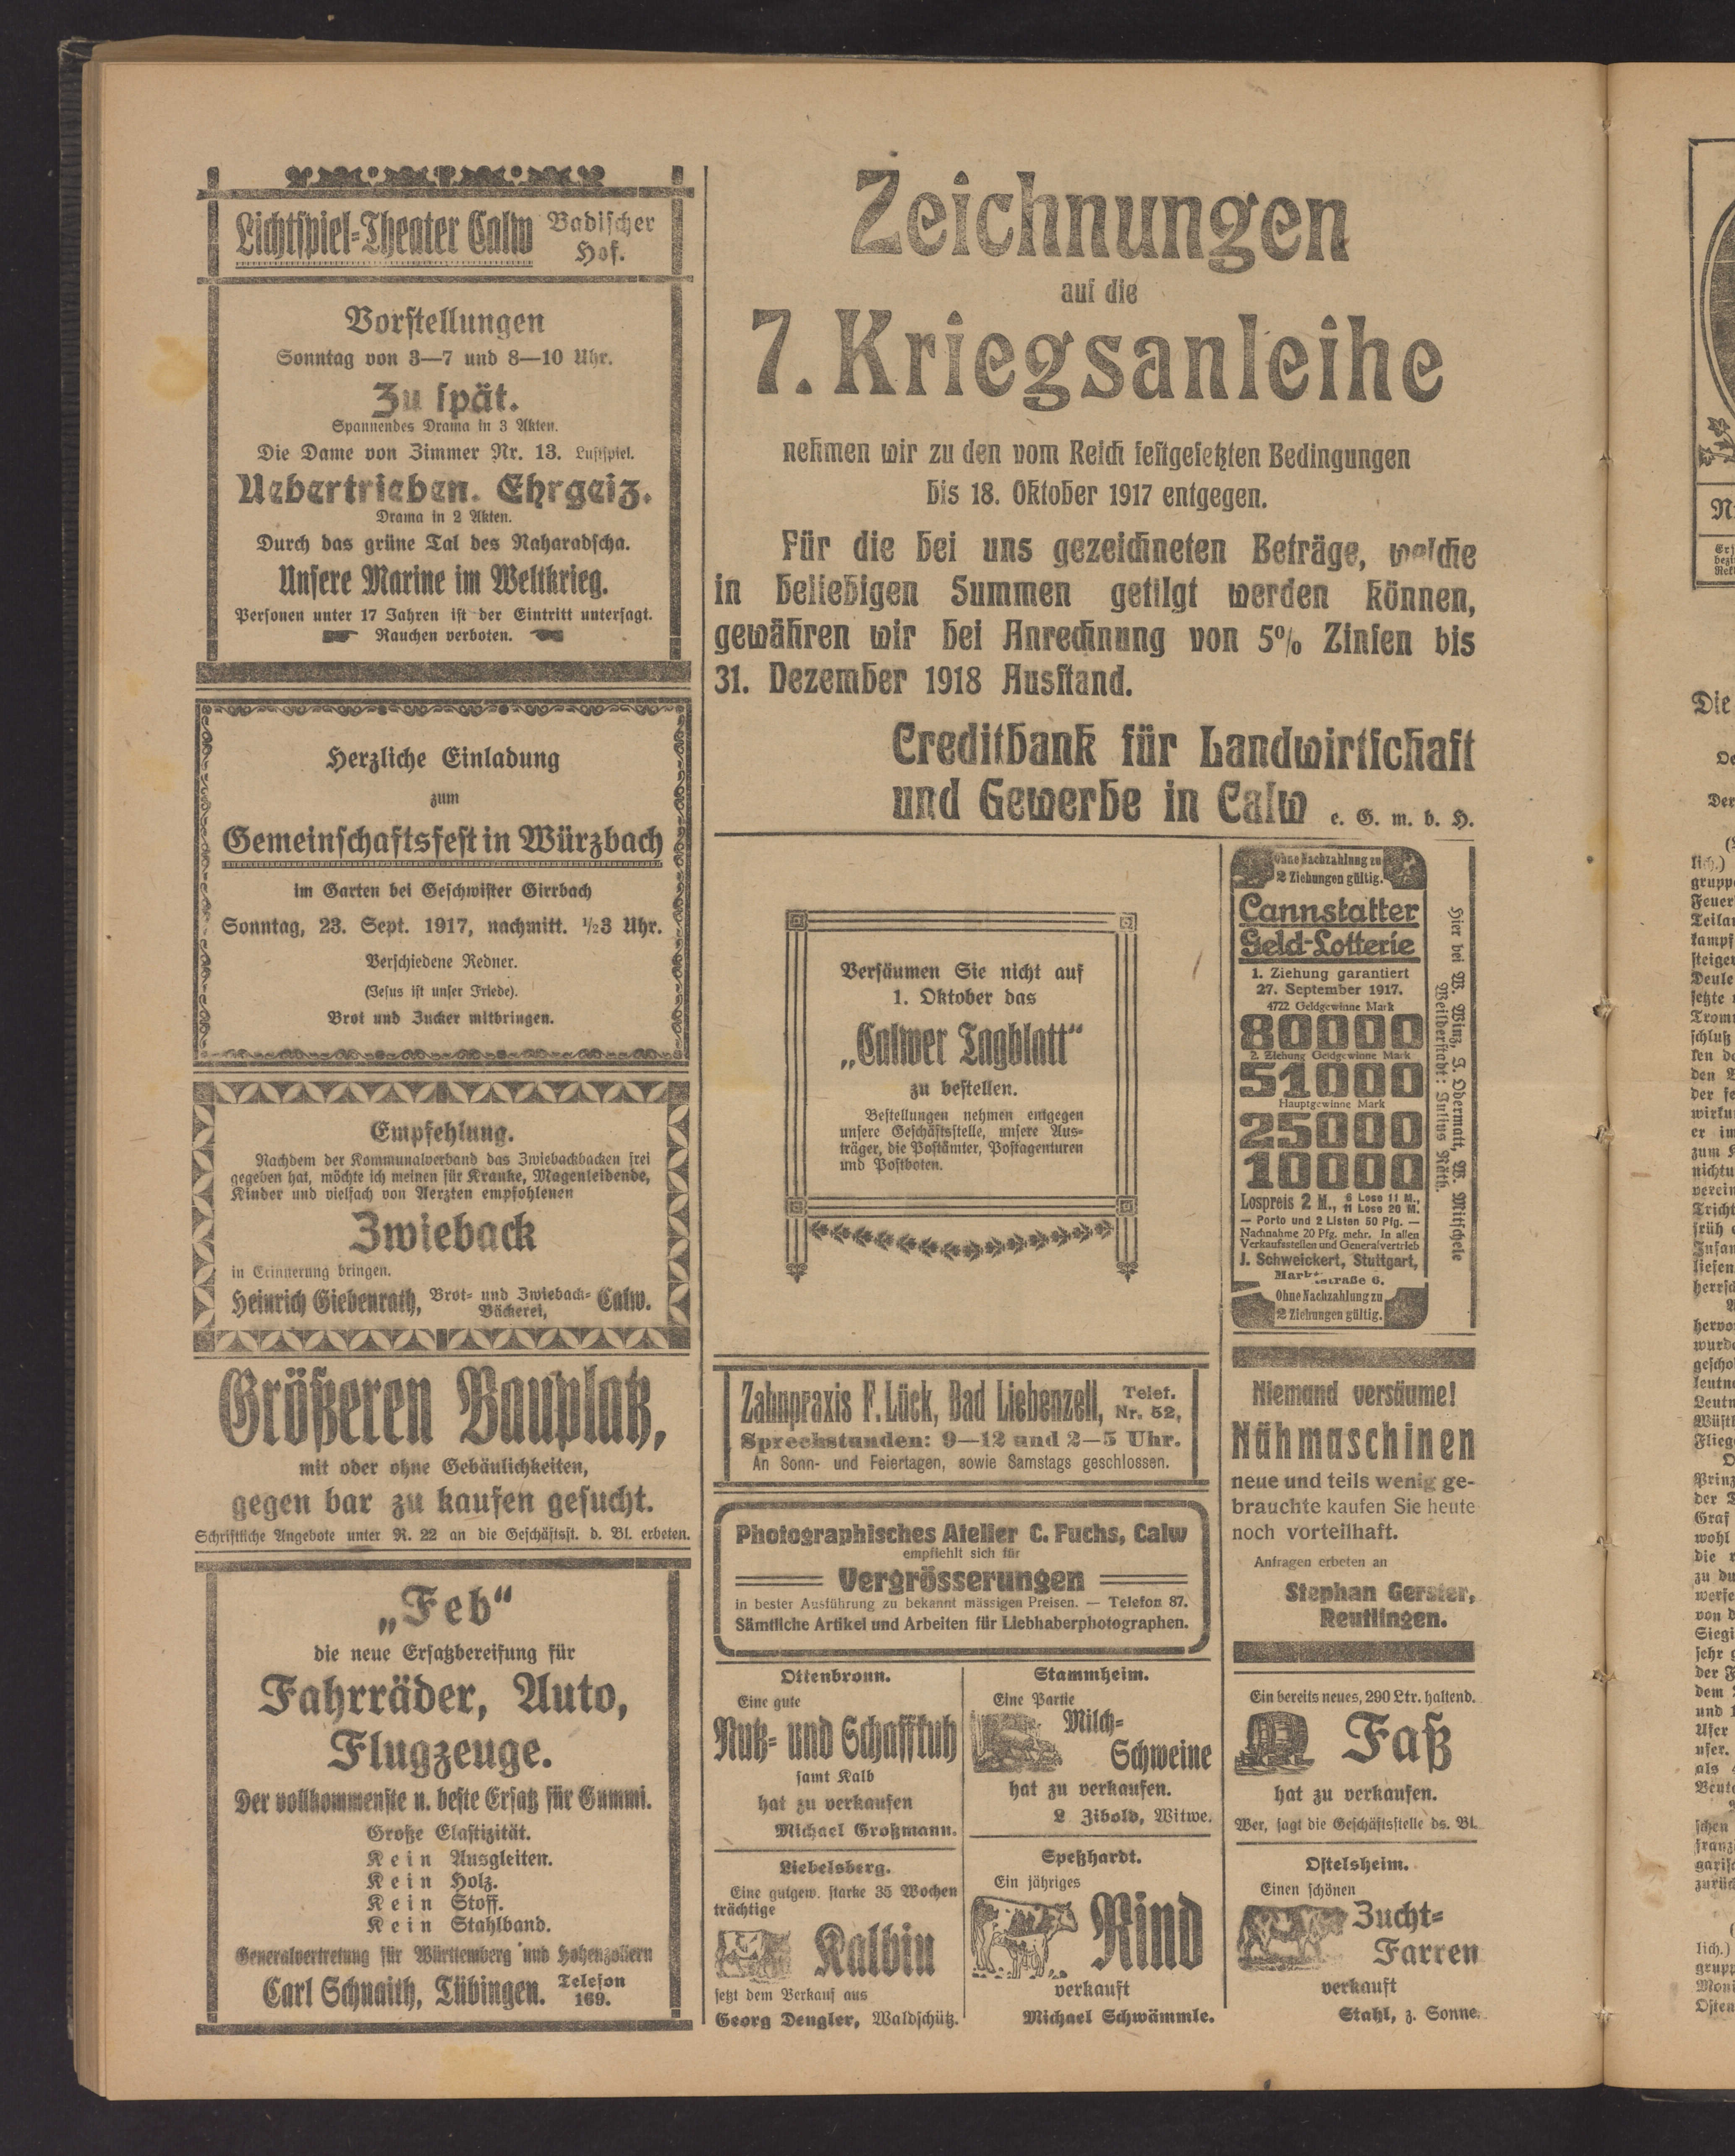 Lichtspiel-Theater Calw Badischer
Hof.
Vorstellungen
Sonntag von 3—7 und 8—10 Uhr.
Zu spät.
Spannendes Drama in 3 Akten.
Die Dame von Zimmer Nr. 13. Lustspiel.
Uebertrieben. Ehrgeiz.
Drama in 2 Akten.
Durch das grüne Tal des Naharadscha.
Unsere Marine im Weltkrieg.
Personen unter 17 Jahren ist der Eintritt untersagt.
Rauchen verboten.
Herzliche Einladung
zum
Gemeinschaftsfest in Würzbach
im Garten bei Geschwister Girrbach
Sonntag, 23. Sept. 1917, nachmitt. ½3 Uhr.
Verschiedene Redner.
(Jesus ist unser Friede).
Brot und Zucker mitbringen.
Empfehlung.
Nachdem der Kommunalverband das Zwiebackbacken frei
gegeben hat, möchte ich meinen für Kranke, Magenleidende,
Kinder und vielfach von Aerzten empfohlenen
Zwieback
in Erinnerung bringen.
Heinrich Giebenrath, Brot- und Zwieback-
Bäckerei, Calw.
Größeren Bauplatz,
mit oder ohne Gebäulichkeiten,
gegen bar zu kaufen gesucht.
Schriftliche Angebote unter R. 22 an die Geschäftsst. d. Bl. erbeten.
„Feb“
die neue Ersatzbereifung für
Fahrräder, Auto,
Flugzeuge.
Der vollkommenste u. beste Ersatz für Gummi.
Große Elastizität.
Kein Ausgleiten.
Kein Holz.
Kein Stoff.
Kein Stahlband.
Generalvertretung für Württemberg und Hohenzollern
Carl Schnaith, Tübingen. Telefon
169.
Zeichnungen
auf die
7. Kriegsanleihe
nehmen wir zu den vom Reich festgesetzten Bedingungen
bis 18. Oktober 1917 entgegen.
Für die bei uns gezeichneten Beträge, welche
in beliebigen Summen getilgt werden können,
gewähren wir bei Anrechnung von 5% Zinsen bis
31. Dezember 1918 Ausstand.
Creditbank für Landwirtschaft
und Gewerbe in Calw e. G. m. b. H.
Versäumen Sie nicht auf
1. Oktober das
„Calwer Tagblatt“
zu bestellen.
Bestellungen nehmen entgegen
unsere Geschäftsstelle, unsere Aus-
träger, die Postämter, Postagenturen
und Postboten.
Ohne Nachzahlung zu
2 Ziehungen gültig.
Cannstatter
Geld-Lotterie
1. Ziehung garantiert
27. September 1917.
4722 Geldgewinne Mark
80000
2. Ziehung Geldgewinne Mark
51000
Hauptgewinne Mark
25000
10000
Lospreis 2 M., 6 Lose 11 M.,
11 Lose 20 M.
— Porto und 2 Listen 50 Pfg. —
Nachnahme 20 Pfg. mehr. In allen
Verkaufsstellen und Generalvertrieb
J. Schweickert, Stuttgart,
straße 6.
Ohne Nachzahlung zu
2 Ziehungen gültig.
Hier bei W. Winz, J. Obermatt, W. Mitschele
Weilderstadt: Julius Räth.
Zahnpraxis F. Lück, Bad Liebenzell, Telef.
Nr. 52,
Sprechstunden: 9—12 und 2—5 Uhr.
An Sonn- und Feiertagen, sowie Samstags geschlossen.
Photographisches Atelier C. Fuchs, Calw
empfiehlt sich für
Vergrösserungen
in bester Ausführung zu bekannt mässigen Preisen. — Telefon 87.
Sämtliche Artikel und Arbeiten für Liebhaberphotographen.
Niemand versäume!
Nähmaschinen
neue und teils wenig ge-
brauchte kaufen Sie heute
noch vorteilhaft.
Anfragen erbeten an
Stephan Gerster,
Reutlingen.
Ottenbronn.
Eine gute
Nutz- und Schaffkuh
samt Kalb
hat zu verkaufen
Michael Großmann.
Liebelsberg.
Eine gutgew. starke 35 Wochen
trächtige
Kalbin
setzt dem Verkauf aus
Georg Dengler, Waldschütz.
Stammheim.
Eine Partie
Milch-
Schweine
hat zu verkaufen.
L Zibold, Witwe.
Speßhardt.
Ein jähriges
Rind
verkauft
Michael Schwämmle.
Ein bereits neues, 290 Ltr. haltend.
Faß
hat zu verkaufen.
Wer, sagt die Geschäftsstelle ds. Bl.
Ostelsheim.
Einen schönen
Zucht-
Farren
verkauft
Stahl, z. Sonne.